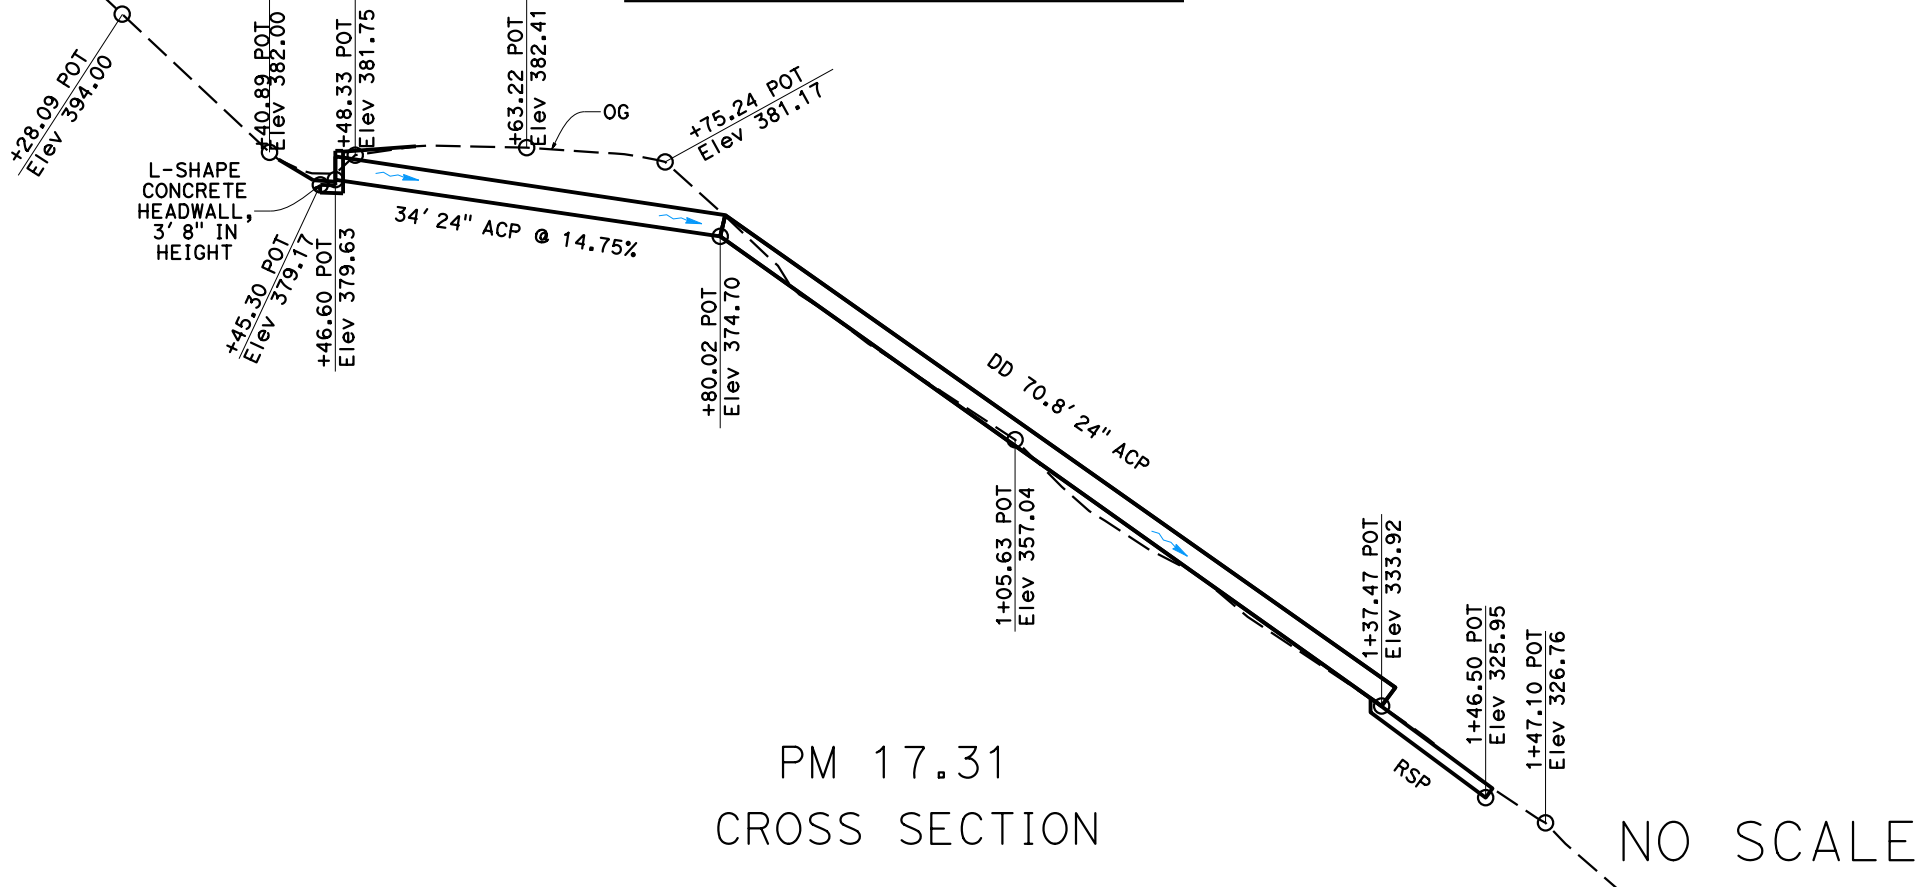 +28.09 POT
Elev 394.00
+40.89 POT
Elev 382.00
+48.33 POT
Elev 381.75
+63.22 POT
Elev 382.41
OG
+75.24 POT
Elev 381.17
L-SHAPE
CONCRETE
HEADWALL,
3' 8" IN
HEIGHT
+45.30 POT
Elev 379.17
+46.60 POT
Elev 379.63
34' 24" ACP @ 14.75%
+80.02 POT
Elev 374.70
DD 70.8' 24" ACP
1+05.63 POT
Elev 357.04
1+37.47 POT
Elev 333.92
RSP
1+46.50 POT
Elev 325.95
1+47.10 POT
Elev 326.76
PM 17.31
CROSS SECTION
NO SCALE